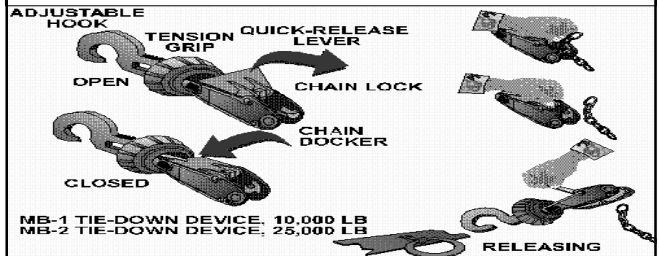 ADJUSTABLE
HOOK
TENSION
GRIP
QUICK-RELEASE
LEVER
OPEN
CHAIN LOCK
CHAIN
DOCKER
CLOSED
MB-1 TIE-DOWN DEVICE, 10,000 LB
MB-2 TIE-DOWN DEVICE, 25,000 LB
RELEASING